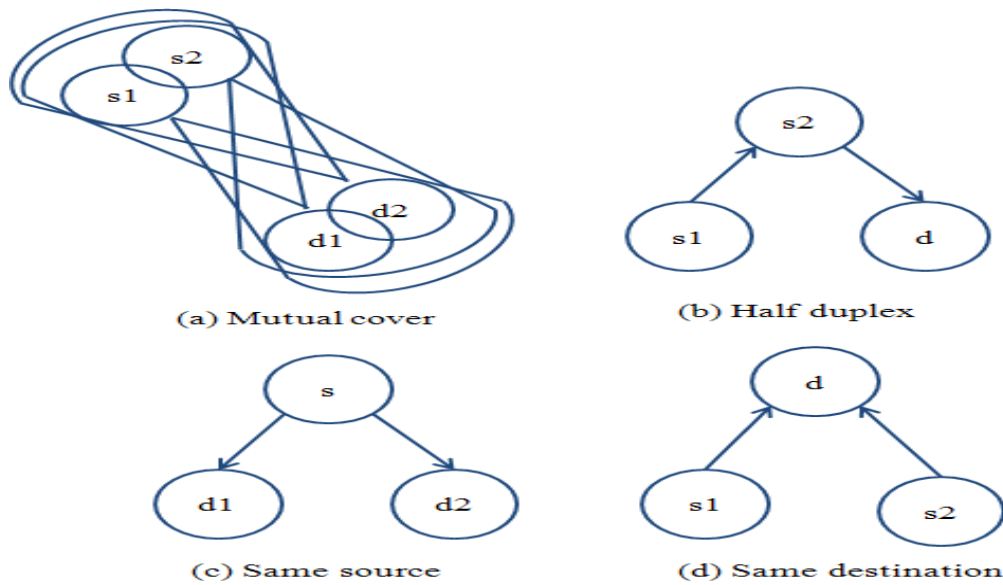 s2
s1
d2
d1
(a) Mutual cover
s2
s1
d
(b) Half duplex
s
d1
d2
(c) Same source
d
s1
s2
(d) Same destination